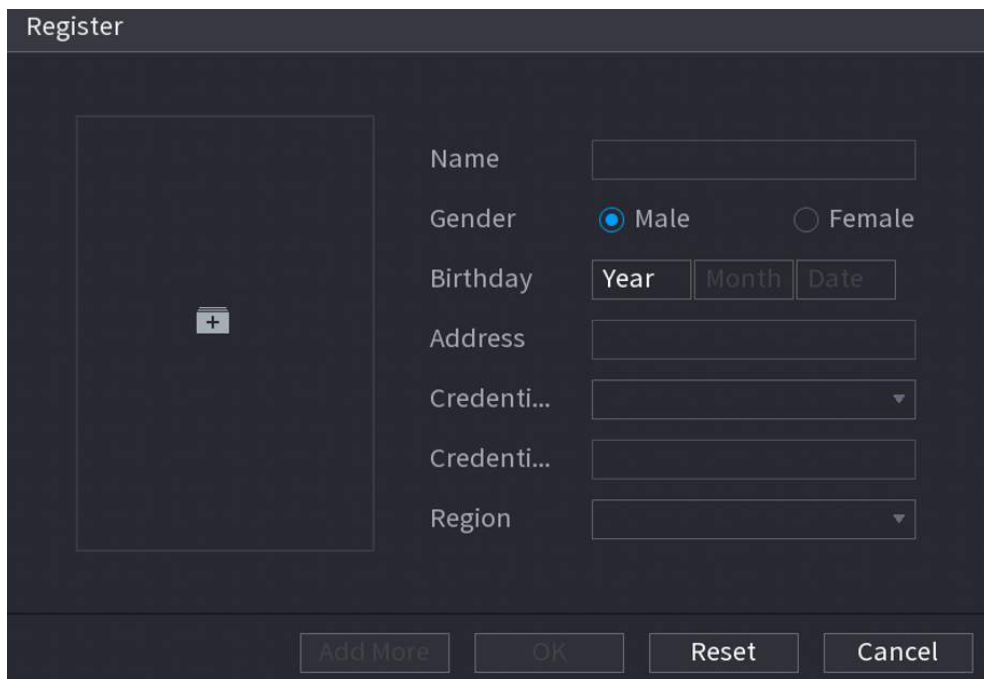 Register
Name
Gender Male Female
Birthday Year Month Date
Address
Credenti...
Credenti...
Region
Add More OK Reset Cancel